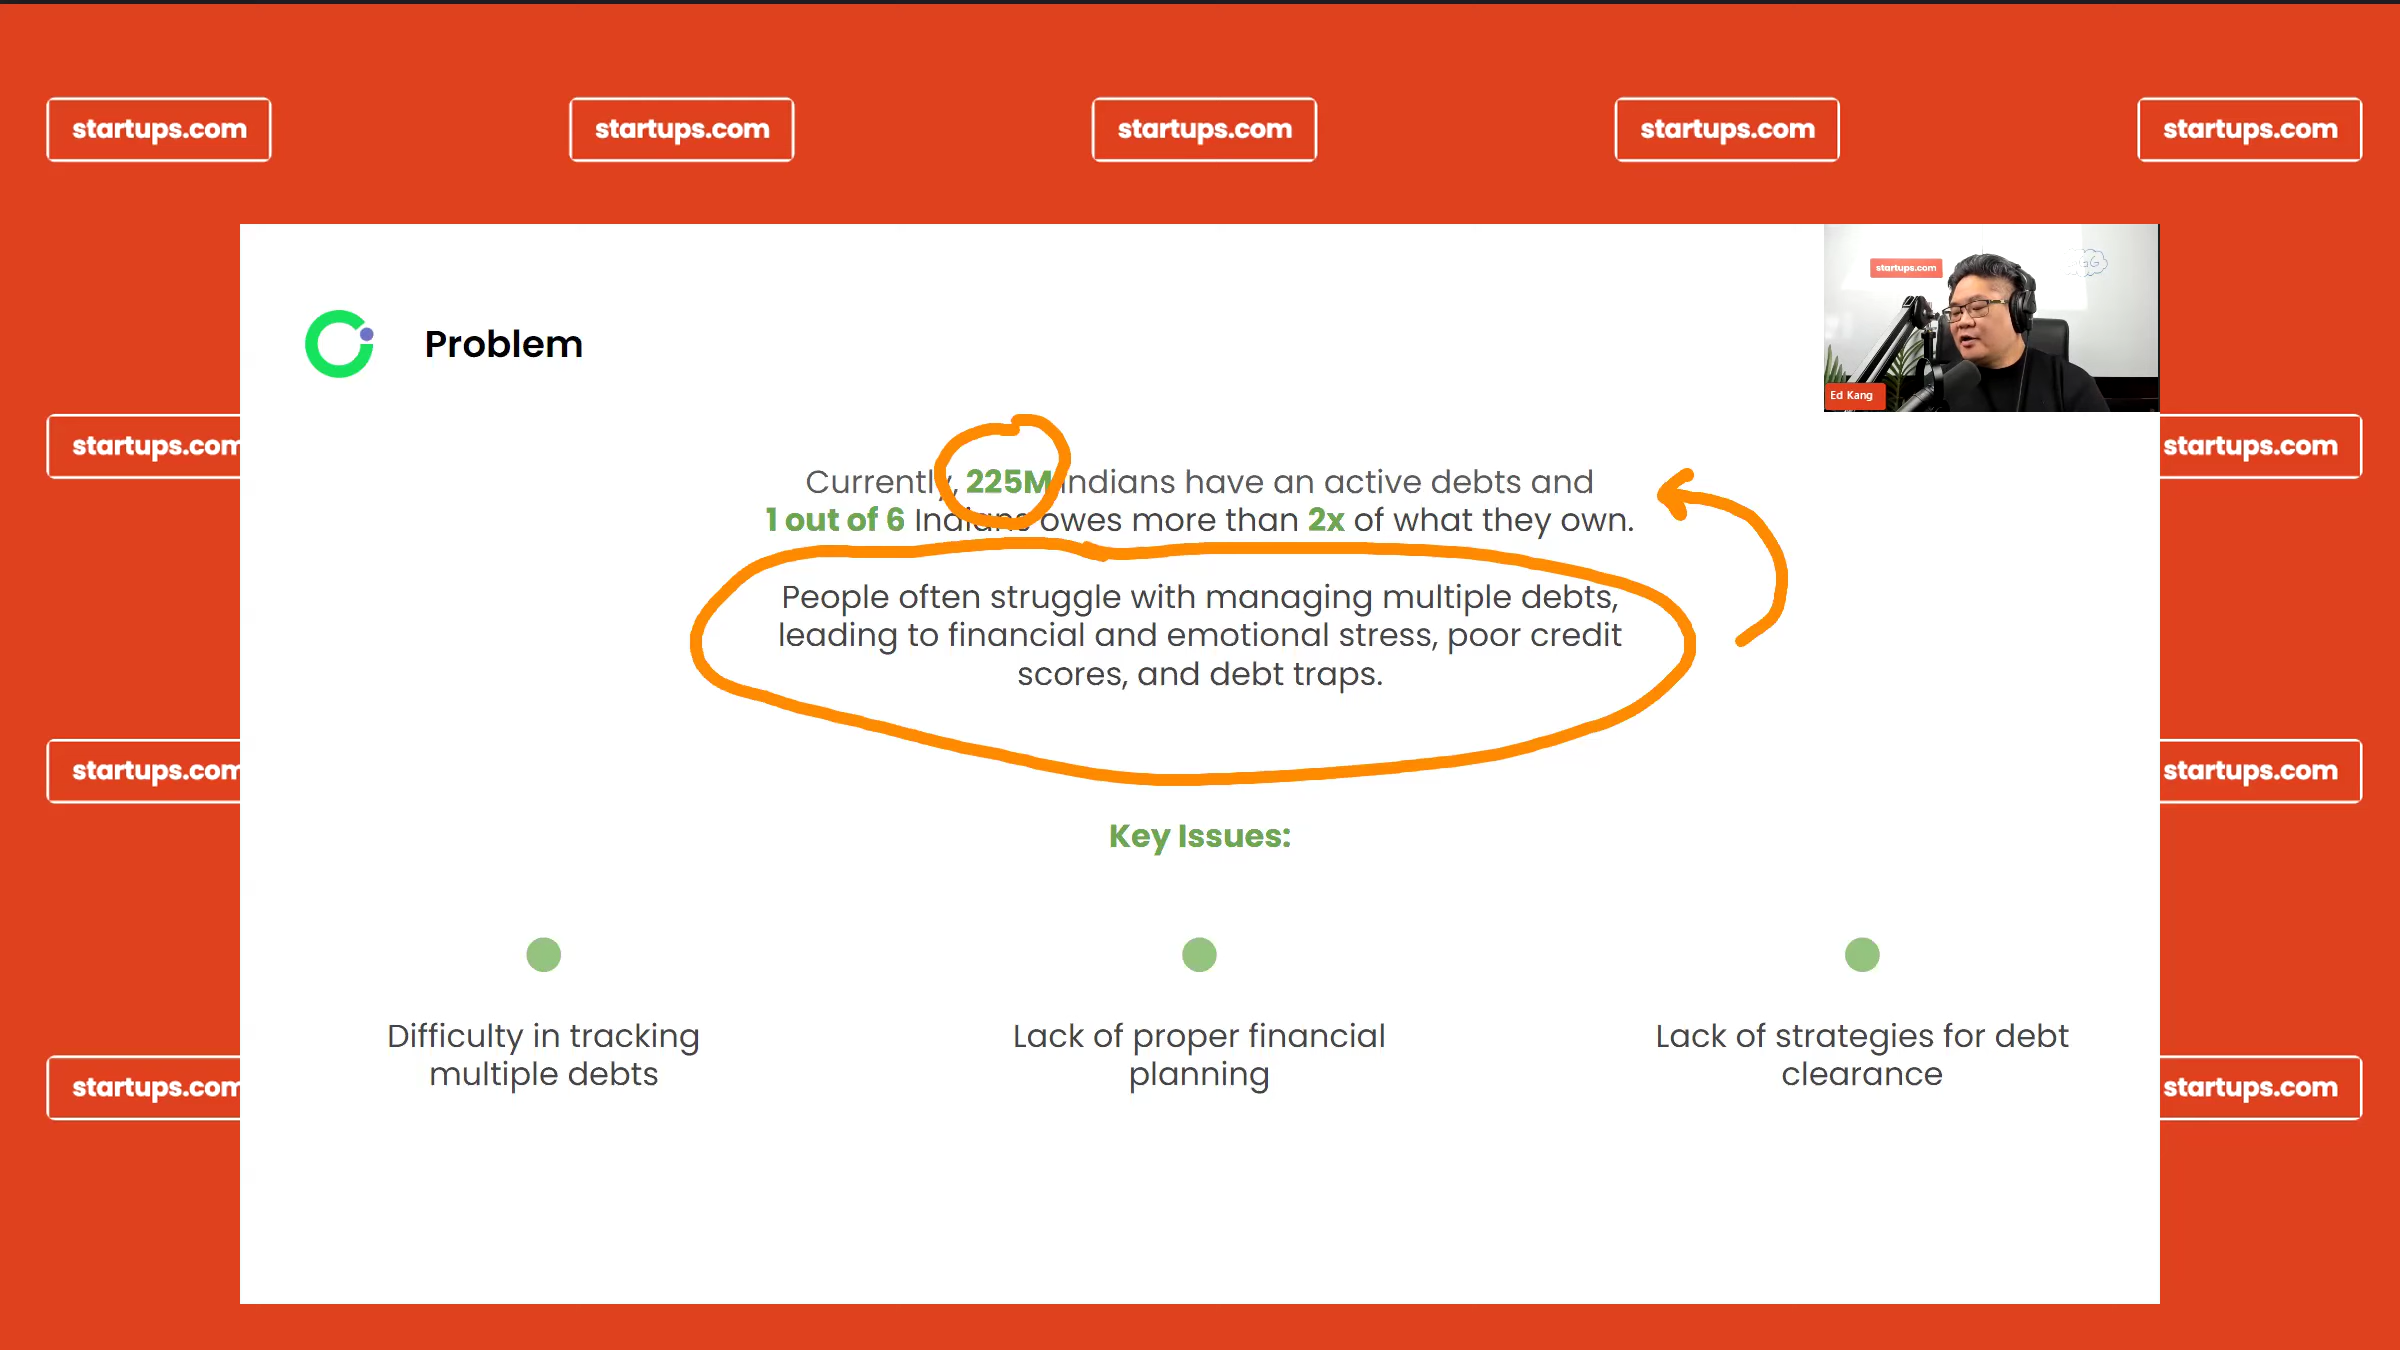 startups.com startups.com startups.com startups.com startups.com
startups.com
Ed Kang
Problem
startups.com startups.com
Currently, 225M Indians have an active debts and
1 out of 6 Indians owes more than 2x of what they own.
People often struggle with managing multiple debts,
leading to financial and emotional stress, poor credit
scores, and debt traps.
startups.com startups.com
Key Issues:
Difficulty in tracking
multiple debts
Lack of proper financial
planning
Lack of strategies for debt
clearance
startups.com startups.com